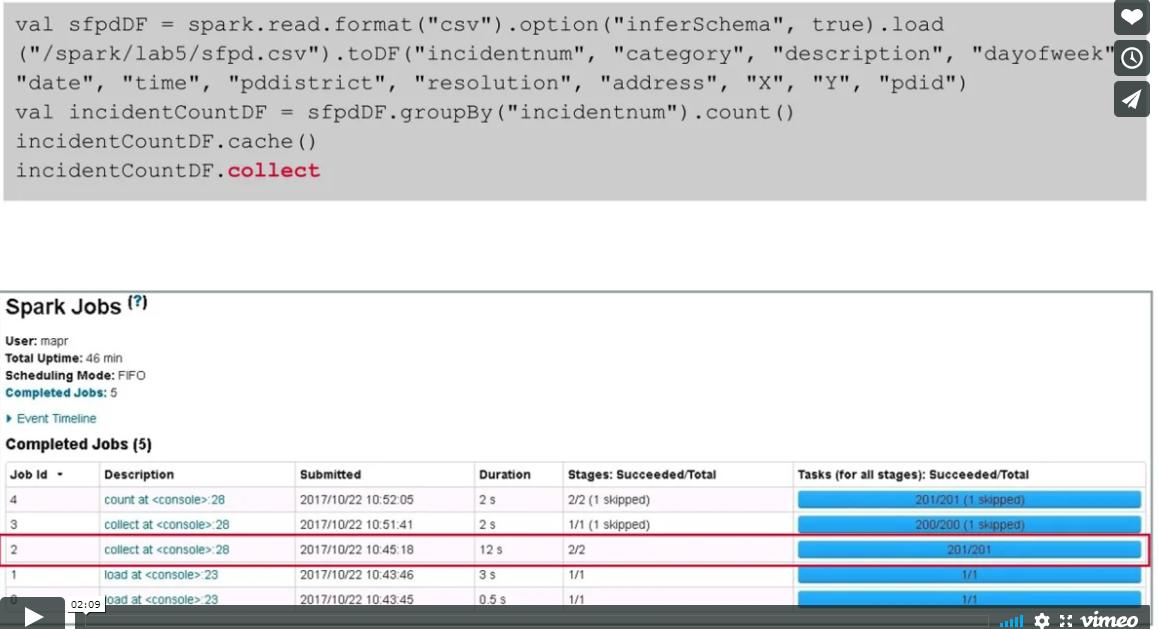 val sfpdDF = spark.read.format("csv").option("inferSchema", true).load
("/spark/lab5/sfpd.csv").toDF("incidentnum", "category", "description", "dayofweek"
"date", "time", "pddistrict", "resolution", "address", "X", "Y", "pdid")
val incidentCountDF = sfpdDF.groupBy("incidentnum").count()
incidentCountDF.cache()
incidentCountDF.collect
Spark Jobs (?)
User: mapr
Total Uptime: 46 min
Scheduling Mode: FIFO
Completed Jobs: 5
Event Timeline
Completed Jobs (5)
Job Id Description Submitted Duration Stages: Succeeded/Total Tasks (for all stages): Succeeded/Total
4 count at <console>:28 2017/10/22 10:52:05 2 s 2/2 (1 skipped) 201/201 (1 skipped)
3 collect at <console>:28 2017/10/22 10:51:41 2 s 1/1 (1 skipped) 200/200 (1 skipped)
2 collect at <console>:28 2017/10/22 10:45:18 12 s 2/2 201/201
1 load at <console>:23 2017/10/22 10:43:46 3 s 1/1 1/1
0 load at <console>:23 2017/10/22 10:43:45 0.5 s 1/1 1/1
02:09
vimeo